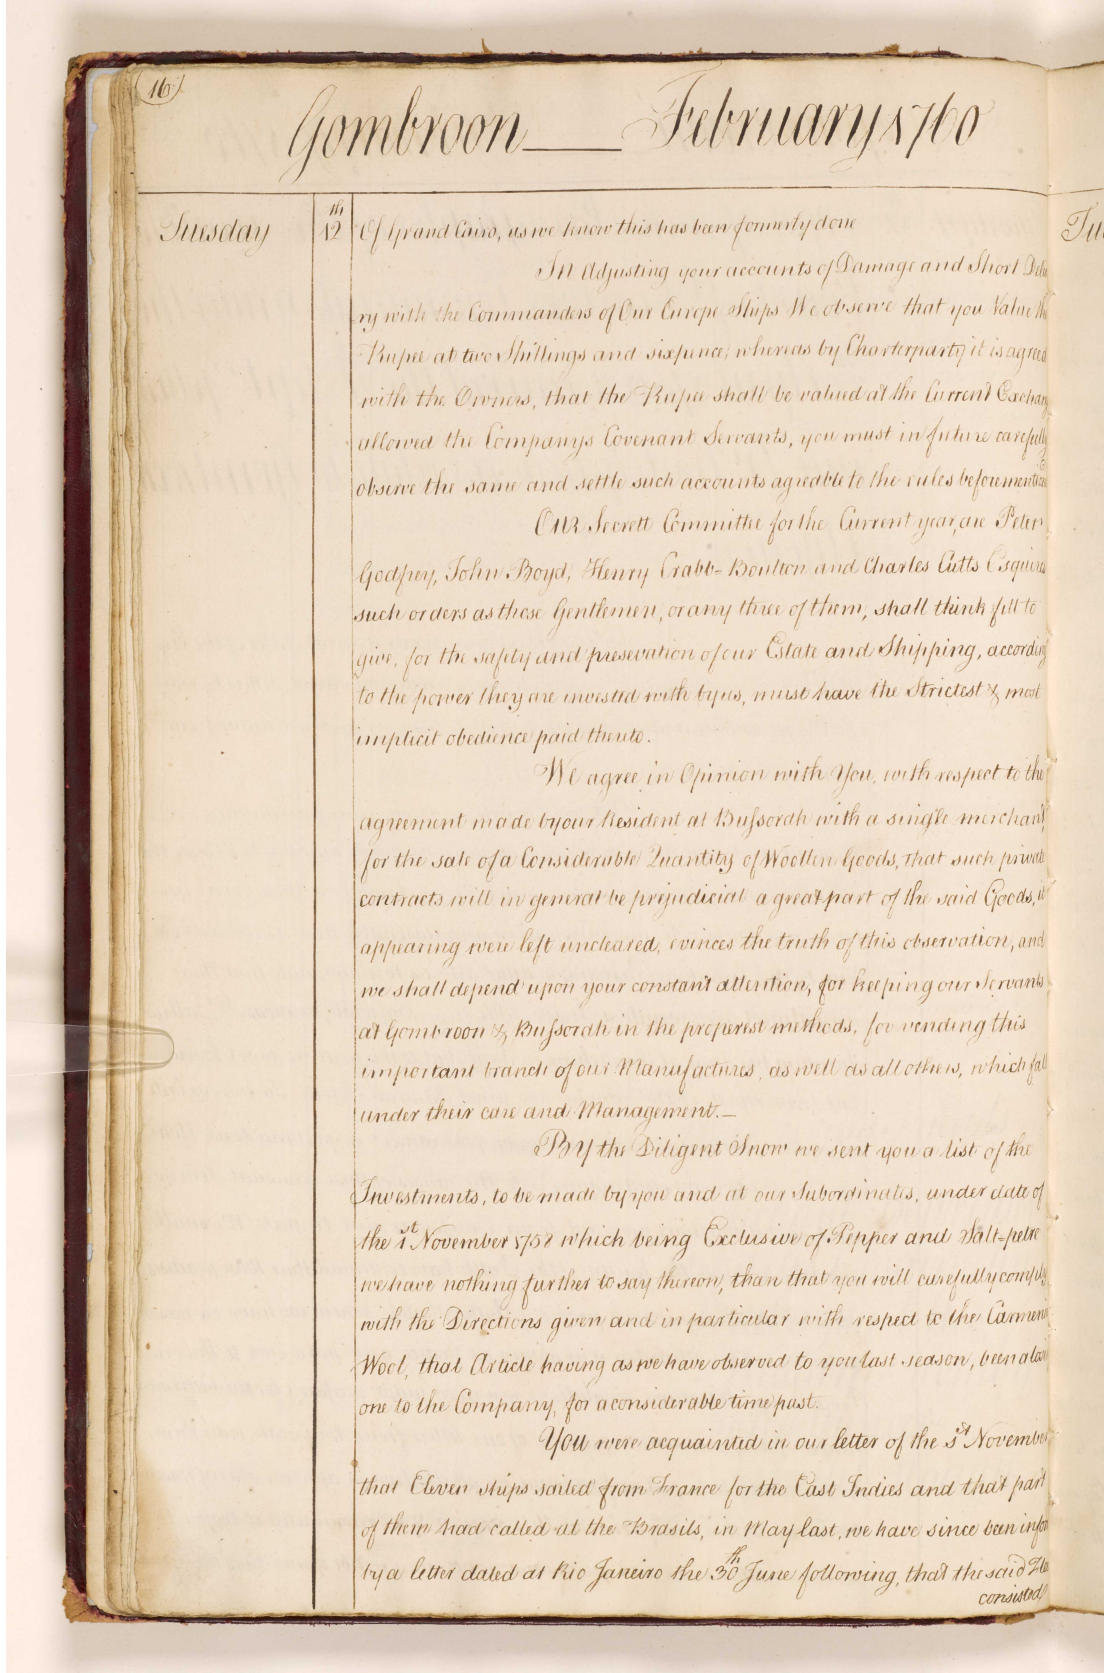 16
Gombroon February 1760
Tuesday 12th Of Grand Cairo, as we know this has been formerly done
In Adjusting your accounts of Damage and Short Delive
ry with the Commanders of Our Europe Ships We observe that you Value the
Rupee at two Shillings and sixpence, whereas by Charterparty it is agreed
with the Owners, that the Rupee shall be valued at the Current Exchang
allowed the Companys Covenant Servants, you must in future carefully
observe the same and settle such accounts agreable to the rules beforementioned
Our Secrett Committee for the Current year, are Peter
Godfrey, John Boyd, Henry Crabb=Boulton and Charles Cutts Esquires
such orders as these Gentlemen, or any three of them, shall think fitt to
give, for the safety and presevation of our Estate and Shipping, according
to the power they are invested with by us, must have the Strictest & most
implicit obedience paid thereto.
We agree in Opinion with You, with respect to the
agreement made by our Resident at Bussorah with a single merchant,
for the sale of a Considerable Quantity of Woollen Goods, that such private
contracts will in general be prejudicial a great part of the said Goods, it
appearing were left uncleared, evinces the truth of this observation, and
we shall depend upon your constant attention, for keeping our Servants
at Gombroon & Bussorah in the properest methods, for vending this
important branch of our Manufactures, as well as all others, which fall
under their care and Management.—
By the Diligent Snow we sent you a list of the
Investments, to be made by you and at our Subordinates, under date of
the 1st November 1758 which being Exclusive of Pepper and Salt=petre
we have nothing further to say thereon, than that you will carefully comply
with the Directions given and in particular with respect to the Carmenia
Wool, that Article having as we have observed to you last season, been a losi
one to the Company, for a considerable time past.
You were acquainted in our letter of the 1st November
that Eleven ships sailed from France for the East Indies and that part
of them had called at the Brasils, in May last, we have since been infor
by a letter dated at Rio Janeiro the 30th June following, that the said
consisted
Tu